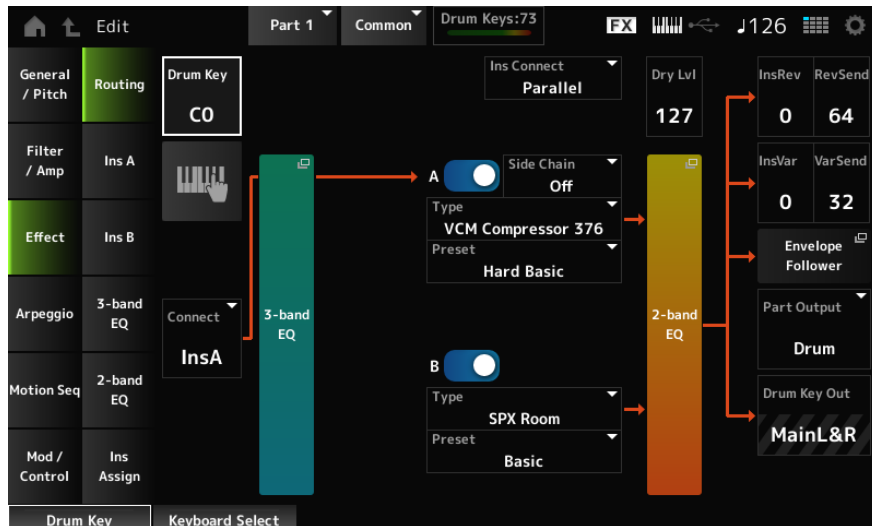 Edit
Part 1
Common
Drum Keys:73
FX
♩126
General
/ Pitch
Filter
/ Amp
Effect
Arpeggio
Motion Seq
Mod /
Control
Routing
Ins A
Ins B
3-band
EQ
2-band
EQ
Ins
Assign
Drum Key
C0
Connect
InsA
3-band
EQ
Ins Connect
Parallel
A
Side Chain
Off
Type
VCM Compressor 376
Preset
Hard Basic
B
Type
SPX Room
Preset
Basic
Dry Lvl
127
2-band
EQ
InsRev RevSend
0 64
InsVar VarSend
0 32
Envelope
Follower
Part Output
Drum
Drum Key Out
MainL&R
Drum Key
Keyboard Select